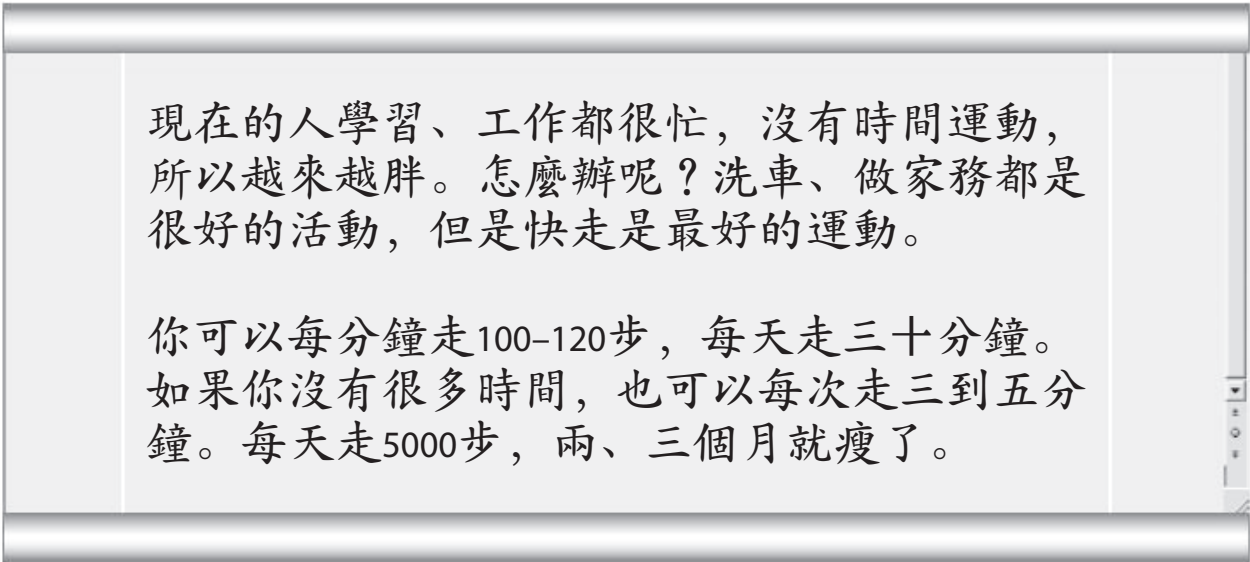 現在的人學習、工作都很忙，沒有時間運動，
所以越來越胖。怎麼辦呢？洗車、做家務都是
很好的活動，但是快走是最好的運動。
你可以每分鐘走100–120步，每天走三十分鐘。
如果你沒有很多時間，也可以每次走三到五分
鐘。每天走5000步，兩、三個月就瘦了。